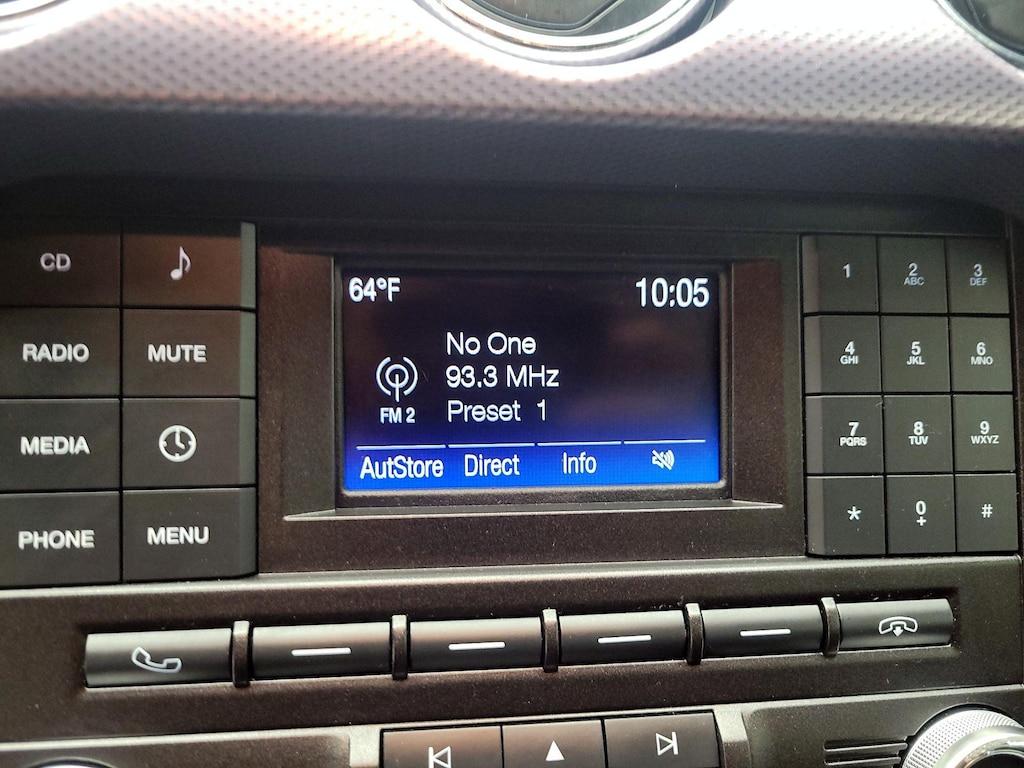 CD
RADIO
MUTE
MEDIA
PHONE
MENU
64°F
10:05
No One
93.3 MHz
FM 2
Preset 1
AutStore Direct Info
1
2
ABC
3
DEF
4
GHI
5
JKL
6
MNO
7
PQRS
8
TUV
9
WXYZ
*
0
+
#